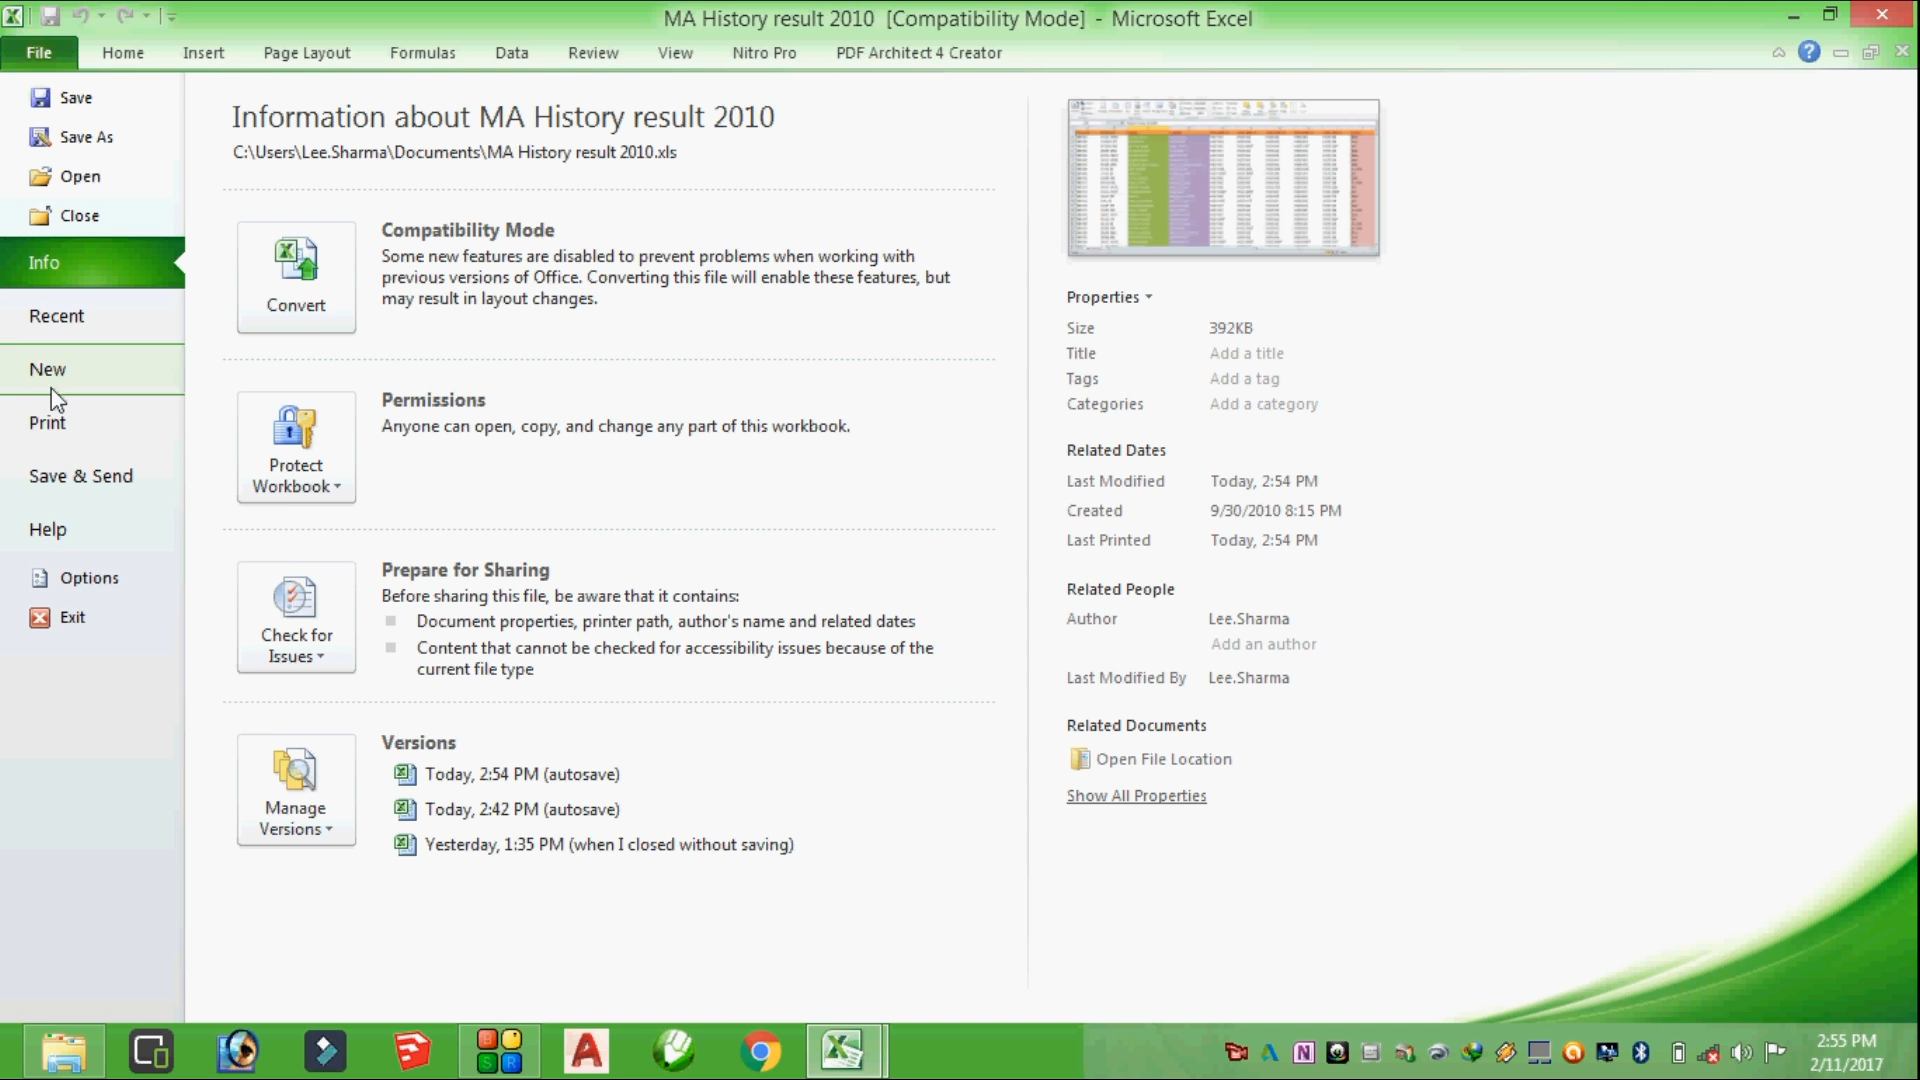 MA History result 2010 [Compatibility Mode] - Microsoft Excel
File
Home
Insert
Page Layout
Formulas
Data
Review
View
Nitro Pro
PDF Architect 4 Creator
Save
Save As
Open
Close
Info
Recent
New
Print
Save & Send
Help
Options
Exit
Information about MA History result 2010
C:\Users\Lee.Sharma\Documents\MA History result 2010.xls
Convert
Compatibility Mode
Some new features are disabled to prevent problems when working with
previous versions of Office. Converting this file will enable these features, but
may result in layout changes.
Protect
Workbook
Permissions
Anyone can open, copy, and change any part of this workbook.
Check for
Issues
Prepare for Sharing
Before sharing this file, be aware that it contains:
Document properties, printer path, author's name and related dates
Content that cannot be checked for accessibility issues because of the
current file type
Manage
Versions
Versions
Today, 2:54 PM (autosave)
Today, 2:42 PM (autosave)
Yesterday, 1:35 PM (when I closed without saving)
Properties
Size 392KB
Title Add a title
Tags Add a tag
Categories Add a category
Related Dates
Last Modified Today, 2:54 PM
Created 9/30/2010 8:15 PM
Last Printed Today, 2:54 PM
Related People
Author Lee.Sharma
Add an author
Last Modified By Lee.Sharma
Related Documents
Open File Location
Show All Properties
2:55 PM
2/11/2017